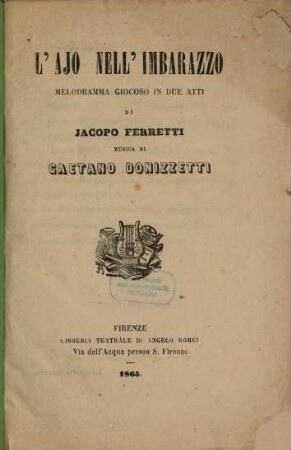 L'AJO NELL'IMBARAZZO
MELODRAMMA GIOCOSO IN DUE ATTI
DI
JACOPO FERRETTI
MUSICA DI
GAETANO DONIZZETTI
FIRENZE
LIBRERIA TEATRALE DI ANGELO ROMEI
Via dell'Acqua presso S. Firenze
1865.